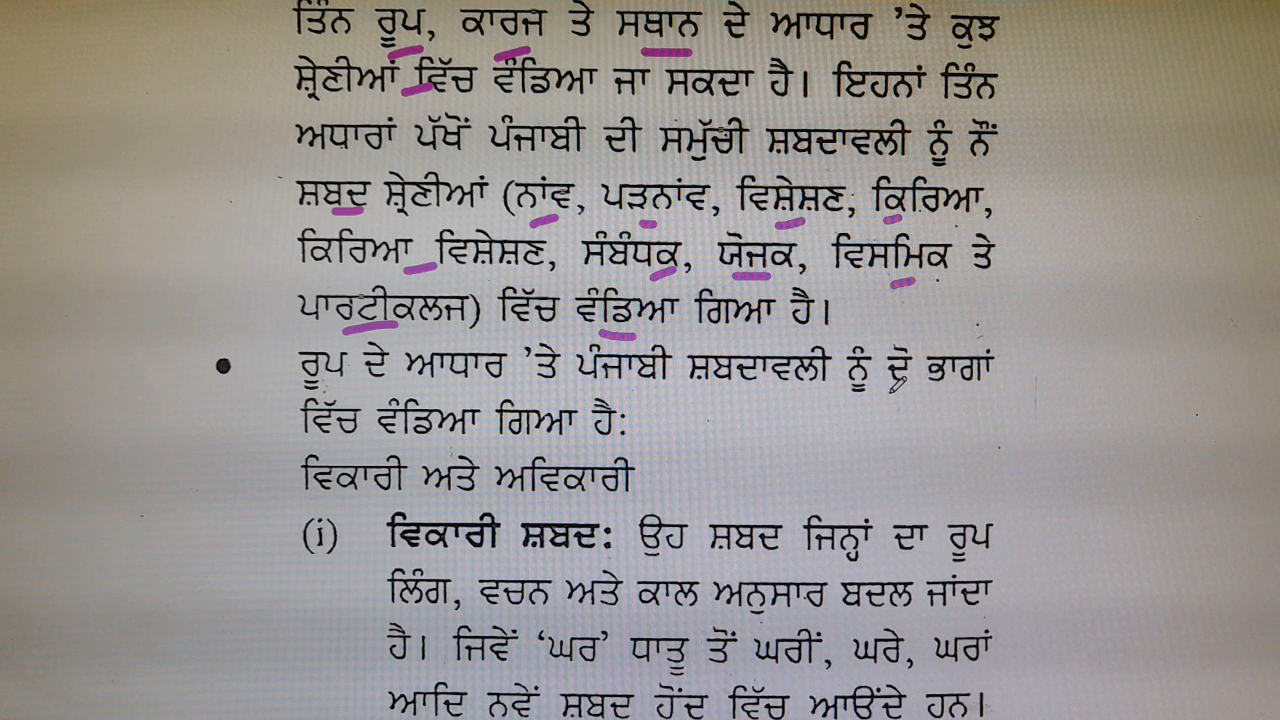 ਤਿੰਨ ਰੂਪ, ਕਾਰਜ ਤੇ ਸਥਾਨ ਦੇ ਆਧਾਰ ’ਤੇ ਕੁਝ
ਸ਼੍ਰੇਣੀਆਂ ਵਿੱਚ ਵੰਡਿਆ ਜਾ ਸਕਦਾ ਹੈ। ਇਹਨਾਂ ਤਿੰਨ
ਅਧਾਰਾਂ ਪੱਖੋਂ ਪੰਜਾਬੀ ਦੀ ਸਮੁੱਚੀ ਸ਼ਬਦਾਵਲੀ ਨੂੰ ਨੌਂ
ਸ਼ਬਦ ਸ਼੍ਰੇਣੀਆਂ (ਨਾਂਵ, ਪੜਨਾਂਵ, ਵਿਸ਼ੇਸ਼ਣ, ਕਿਰਿਆ,
ਕਿਰਿਆ ਵਿਸ਼ੇਸ਼ਣ, ਸੰਬੰਧਕ, ਯੋਜਕ, ਵਿਸਮਿਕ ਤੇ
ਪਾਰਟੀਕਲਜ) ਵਿੱਚ ਵੰਡਿਆ ਗਿਆ ਹੈ।
• ਰੂਪ ਦੇ ਆਧਾਰ ’ਤੇ ਪੰਜਾਬੀ ਸ਼ਬਦਾਵਲੀ ਨੂੰ ਦੋ ਭਾਗਾਂ
ਵਿੱਚ ਵੰਡਿਆ ਗਿਆ ਹੈ:
ਵਿਕਾਰੀ ਅਤੇ ਅਵਿਕਾਰੀ
(i) ਵਿਕਾਰੀ ਸ਼ਬਦ: ਉਹ ਸ਼ਬਦ ਜਿਨ੍ਹਾਂ ਦਾ ਰੂਪ
ਲਿੰਗ, ਵਚਨ ਅਤੇ ਕਾਲ ਅਨੁਸਾਰ ਬਦਲ ਜਾਂਦਾ
ਹੈ। ਜਿਵੇਂ ‘ਘਰ’ ਧਾਤੂ ਤੋਂ ਘਰੀਂ, ਘਰੇ, ਘਰਾਂ
ਆਦਿ ਨਵੇਂ ਸ਼ਬਦ ਹੋਂਦ ਵਿੱਚ ਆਉਂਦੇ ਹਨ।